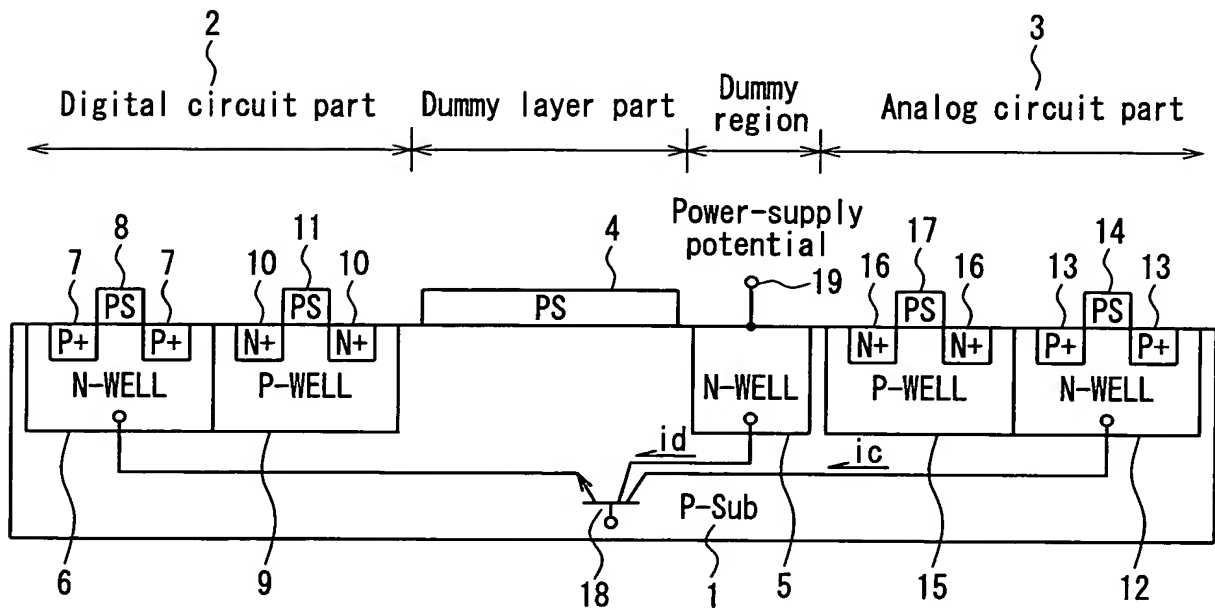 2
3
Digital circuit part
Dummy layer part
Dummy
region
Analog circuit part
Power-supply
potential
19
7
8
7
10
11
10
4
16
17
16
13
14
13
PS
PS
PS
PS
PS
P+
P+
N+
N+
N+
N+
P+
P+
N-WELL
P-WELL
N-WELL
P-WELL
N-WELL
id
ic
P-Sub
6
9
18
1
5
15
12